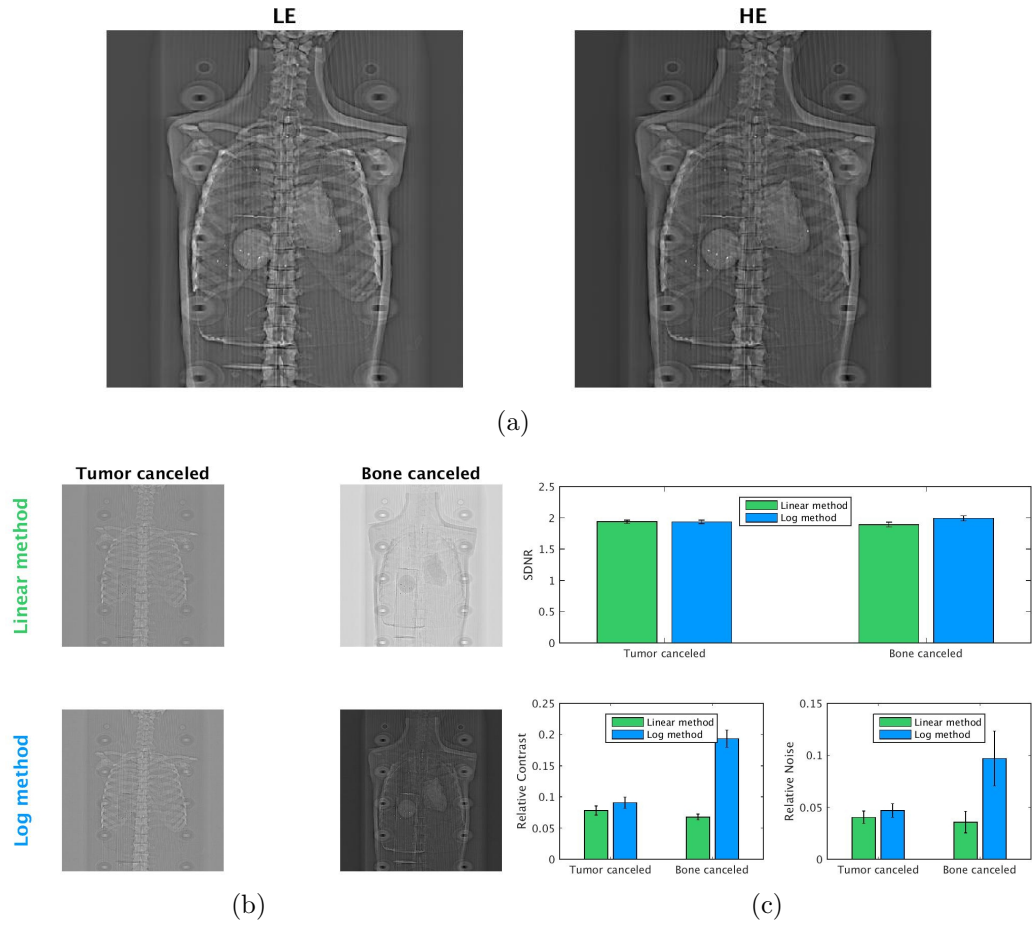 LE
HE
(a)
Tumor canceled
Bone canceled
Linear method
Log method
(b)
2.5
2
1.5
1
0.5
0
SDNR
Linear method
Log method
Tumor canceled
Bone canceled
0.25
0.2
0.15
0.1
0.05
0
Relative Contrast
Linear method
Log method
Tumor canceled
Bone canceled
0.15
0.1
0.05
0
Relative Noise
Linear method
Log method
Tumor canceled
Bone canceled
(c)